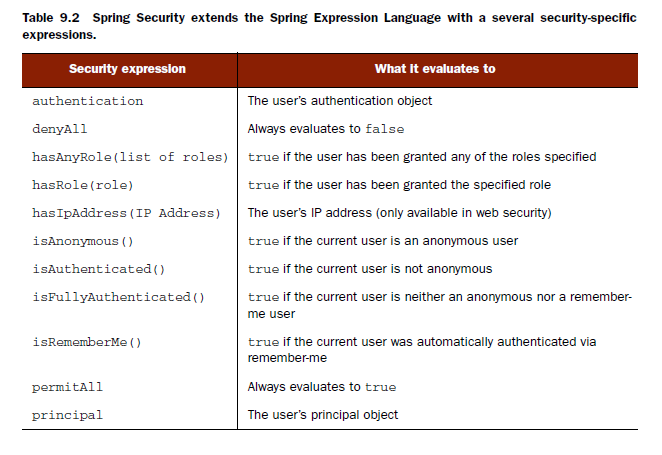 Table 9.2 Spring Security extends the Spring Expression Language with a several security-specific
expressions.
Security expression What it evaluates to
authentication The user's authentication object
denyAll Always evaluates to false
hasAnyRole(list of roles) true if the user has been granted any of the roles specified
hasRole(role) true if the user has been granted the specified role
hasIpAddress(IP Address) The user's IP address (only available in web security)
isAnonymous() true if the current user is an anonymous user
isAuthenticated() true if the current user is not anonymous
isFullyAuthenticated() true if the current user is neither an anonymous nor a remember-
me user
isRememberMe() true if the current user was automatically authenticated via
remember-me
permitAll Always evaluates to true
principal The user's principal object